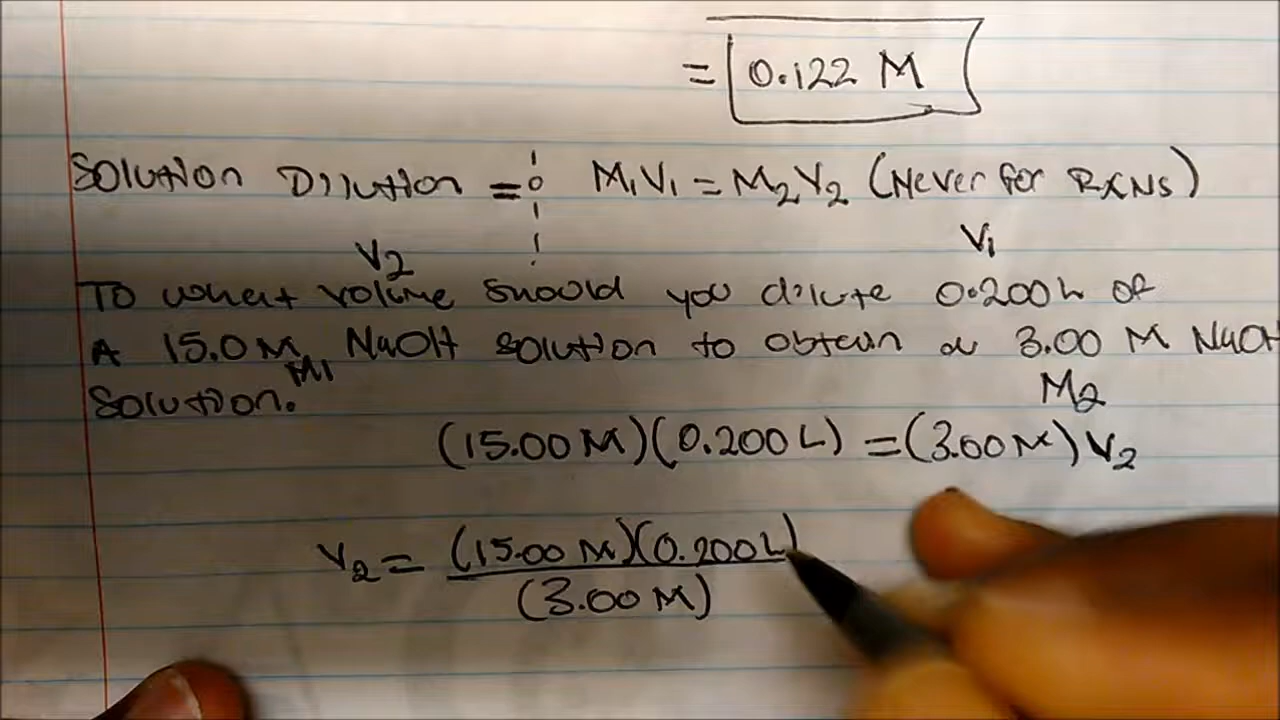 = 0.122 M
Solution Dilution = M₁V₁ = M₂V₂ (Never for RXNs)
V₂ V₁
To what volume should you dilute 0.200L of
A 15.0 M NaOH solution to obtain a 3.00 M NaOH
M₁
Solution. M₂
(15.00 M)(0.200 L) = (3.00 M) V₂
V₂ = (15.00 M)(0.200 L)
(3.00 M)